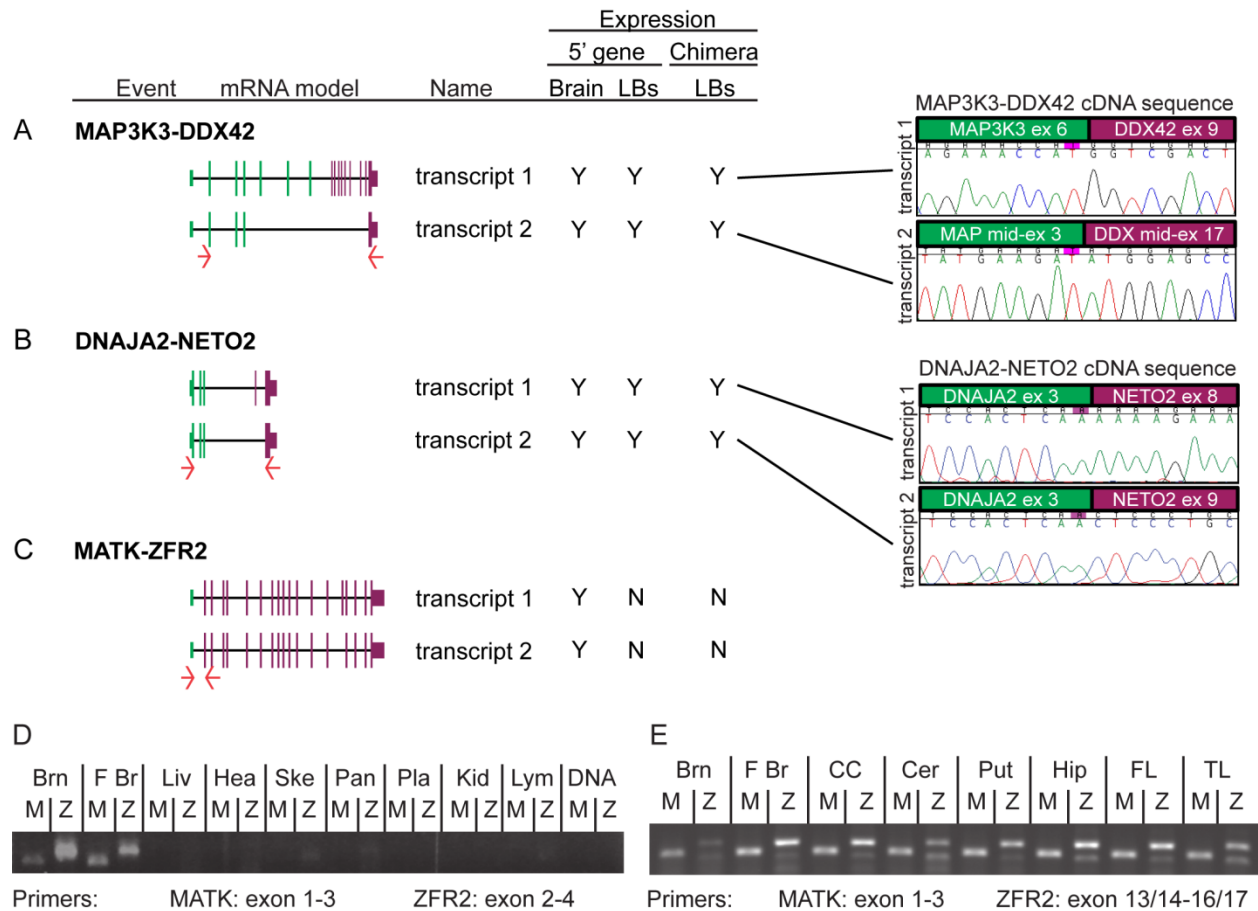 Expression
5' gene Chimera
Event mRNA model Name Brain LBs LBs
A MAP3K3-DDX42
transcript 1 Y Y Y
transcript 2 Y Y Y
MAP3K3-DDX42 cDNA sequence
transcript 1
MAP3K3 ex 6 DDX42 ex 9
A G A A A C C A T G G T C G A C T
transcript 2
MAP mid-ex 3 DDX mid-ex 17
T A T G A A G A T A T G G A G C C
B DNAJA2-NETO2
transcript 1 Y Y Y
transcript 2 Y Y Y
DNAJA2-NETO2 cDNA sequence
transcript 1
DNAJA2 ex 3 NETO2 ex 8
T C C A C T C A A A A A A G A A A
transcript 2
DNAJA2 ex 3 NETO2 ex 9
T C C A C T C A A C T C C C T G C
C MATK-ZFR2
transcript 1 Y N N
transcript 2 Y N N
D
Brn F Br Liv Hea Ske Pan Pla Kid Lym DNA
M Z M Z M Z M Z M Z M Z M Z M Z M Z M Z
Primers: MATK: exon 1-3 ZFR2: exon 2-4
E
Brn F Br CC Cer Put Hip FL TL
M Z M Z M Z M Z M Z M Z M Z M Z
Primers: MATK: exon 1-3 ZFR2: exon 13/14-16/17